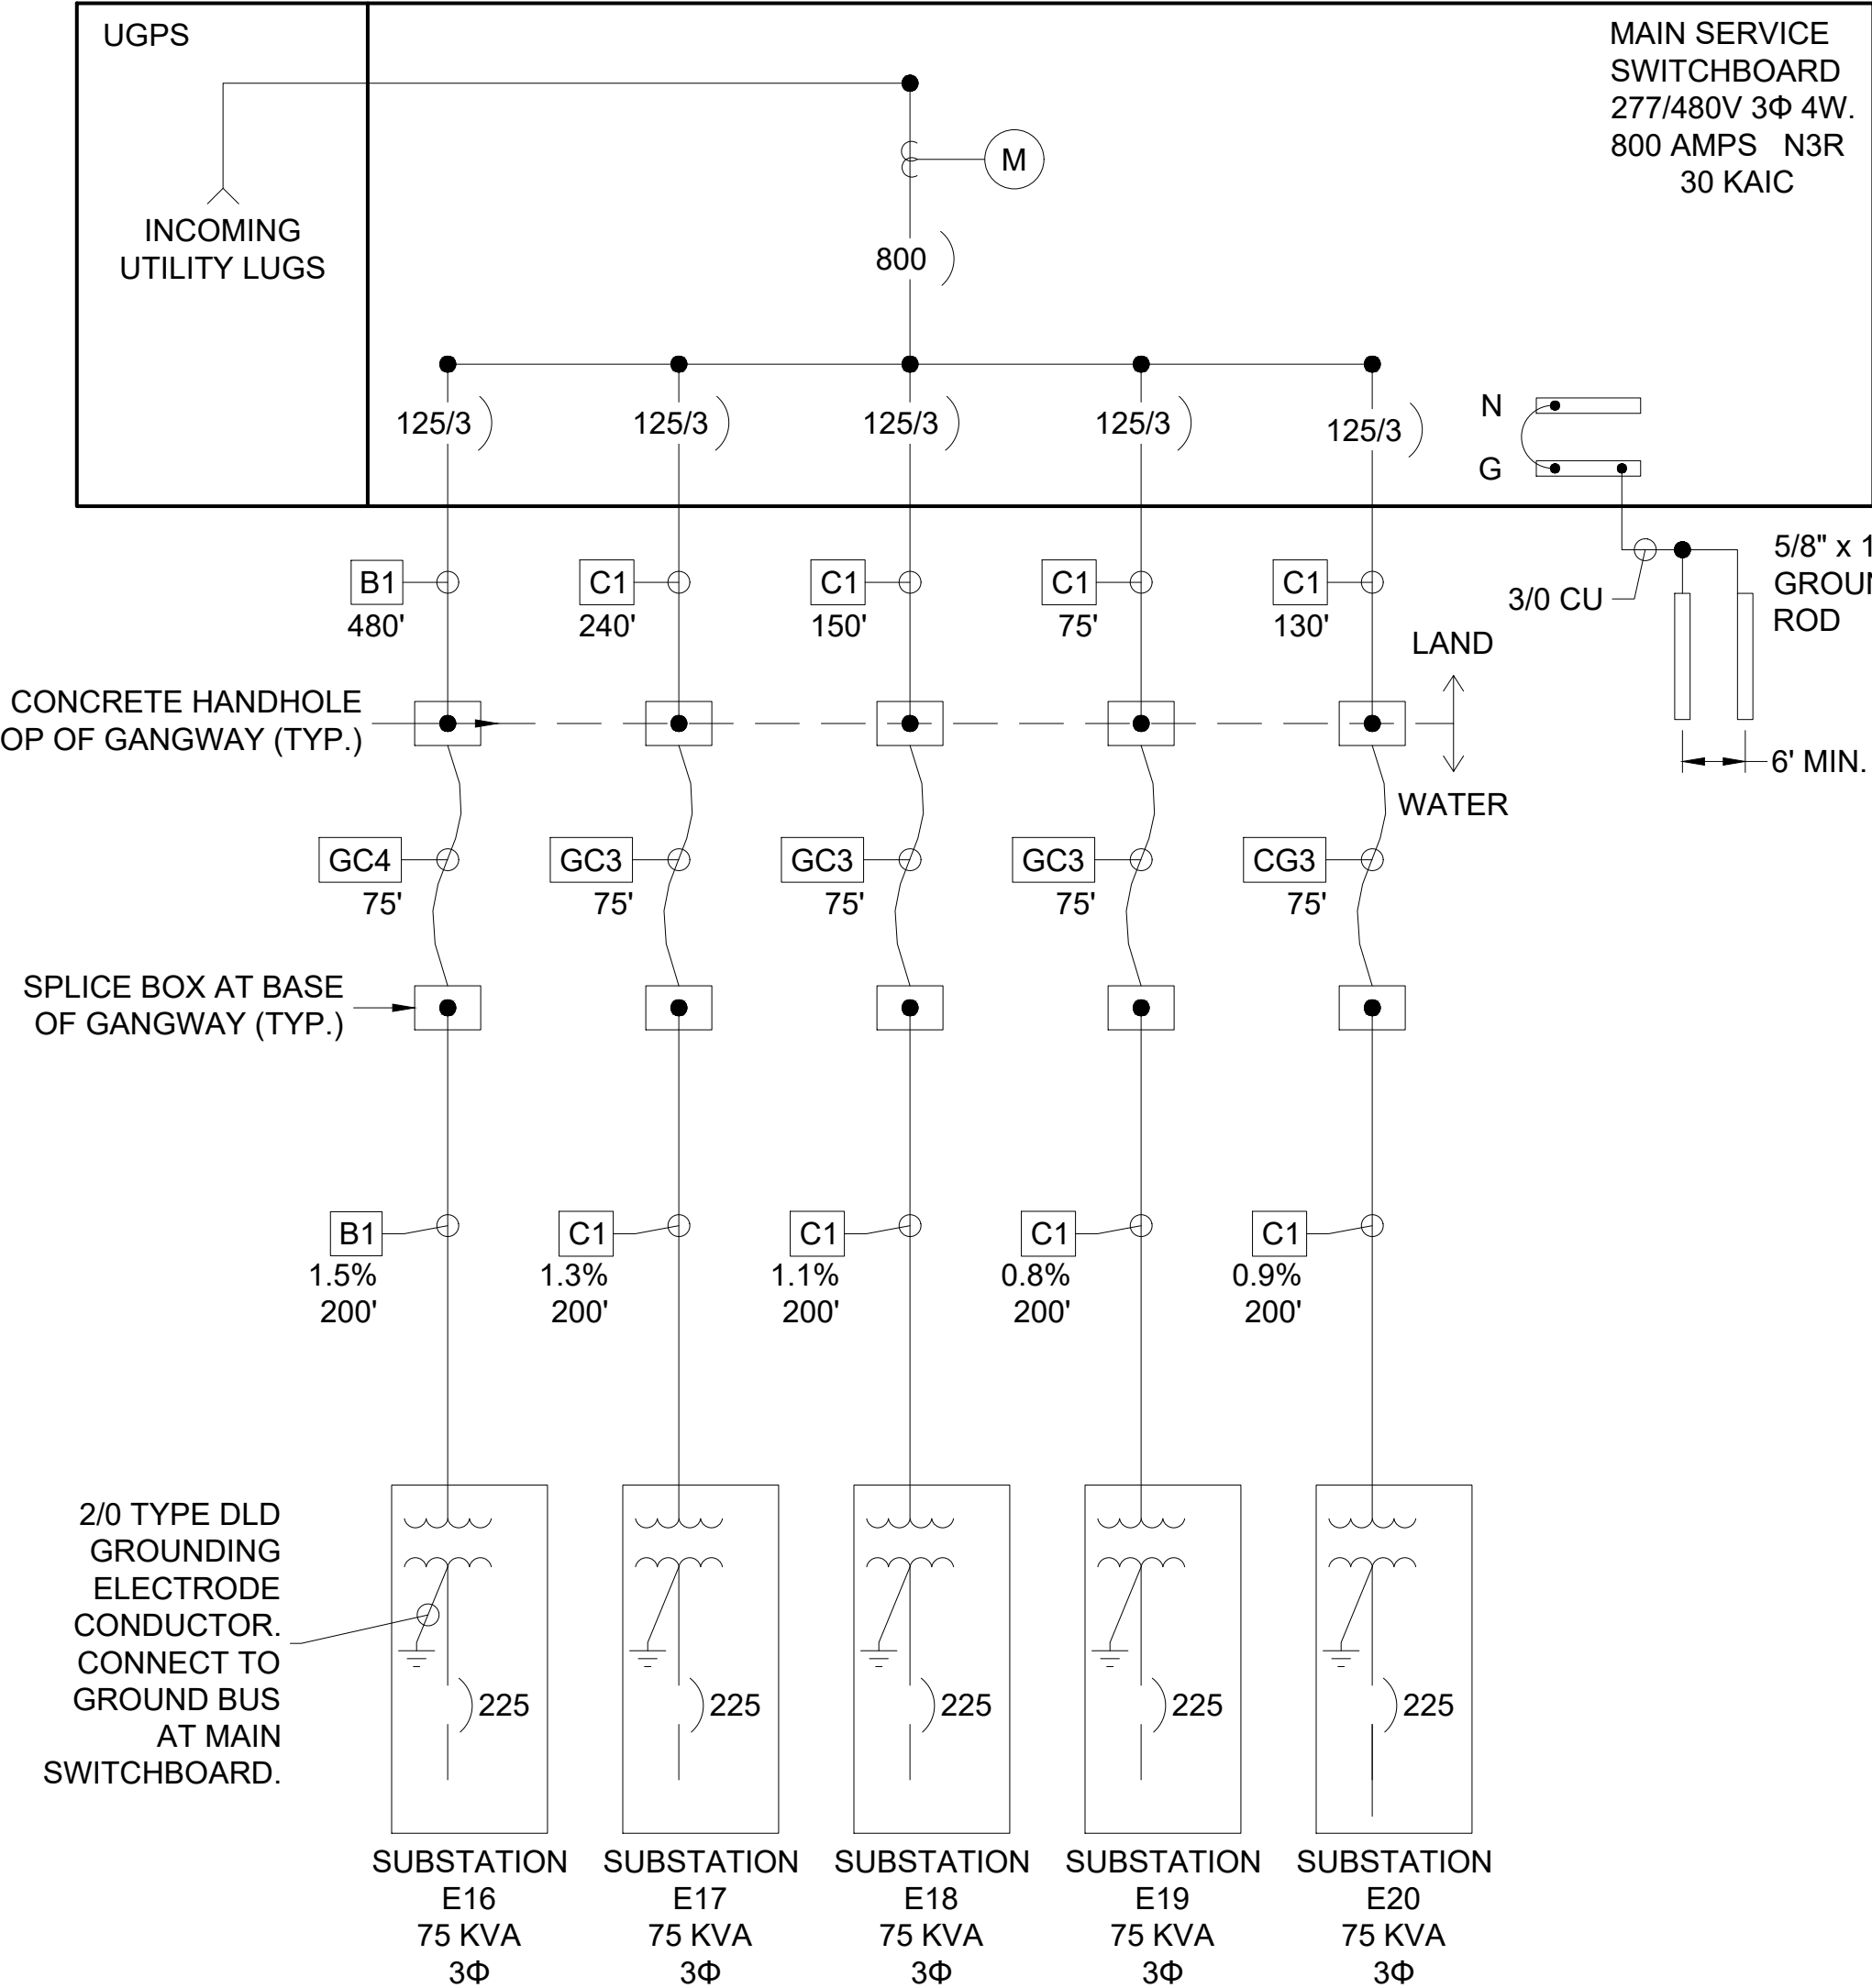 UGPS
MAIN SERVICE
SWITCHBOARD
277/480V 3Φ 4W.
800 AMPS N3R
30 KAIC
M
INCOMING
UTILITY LUGS
800
125/3
125/3
125/3
125/3
125/3
N
G
B1
480'
C1
240'
C1
150'
C1
75'
C1
130'
3/0 CU
5/8" x 1
GROUN
ROD
6' MIN.
LAND
WATER
CONCRETE HANDHOLE
OP OF GANGWAY (TYP.)
GC4
75'
GC3
75'
GC3
75'
GC3
75'
CG3
75'
SPLICE BOX AT BASE
OF GANGWAY (TYP.)
B1
1.5%
200'
C1
1.3%
200'
C1
1.1%
200'
C1
0.8%
200'
C1
0.9%
200'
2/0 TYPE DLD
GROUNDING
ELECTRODE
CONDUCTOR.
CONNECT TO
GROUND BUS
AT MAIN
SWITCHBOARD.
225
225
225
225
225
SUBSTATION
E16
75 KVA
3Φ
SUBSTATION
E17
75 KVA
3Φ
SUBSTATION
E18
75 KVA
3Φ
SUBSTATION
E19
75 KVA
3Φ
SUBSTATION
E20
75 KVA
3Φ